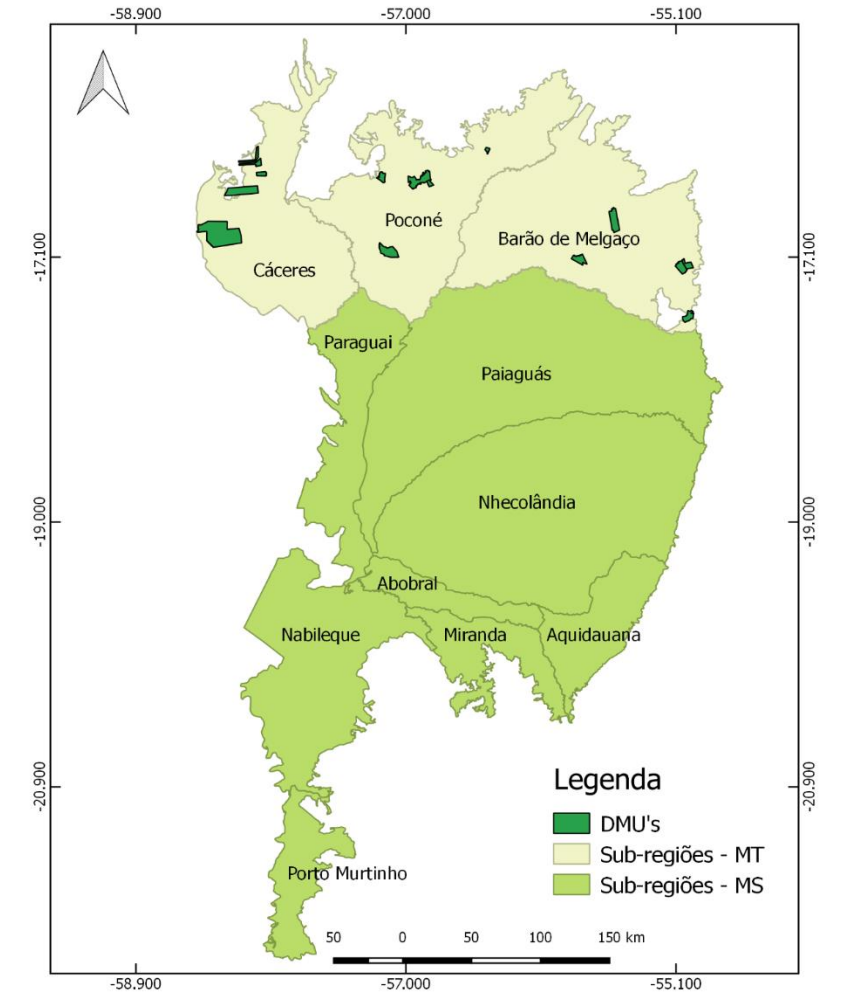 -58.900
-57.000
-55.100
Poconé
Barão de Melgaço
-17.100
-17.100
Cáceres
Paraguai
Paiaguás
Nhecolândia
-19.000
-19.000
Abobral
Nabileque
Miranda
Aquidauana
Legenda
-20.900
-20.900
DMU's
Sub-regiões - MT
Porto Murtinho
Sub-regiões - MS
50 0 50 100 150 km
-58.900
-57.000
-55.100